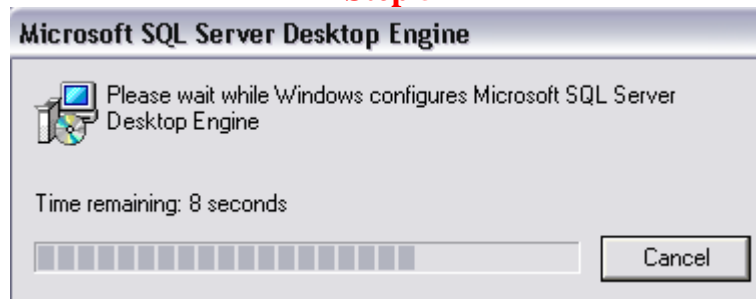 Microsoft SQL Server Desktop Engine
Please wait while Windows configures Microsoft SQL Server
Desktop Engine
Time remaining: 8 seconds
Cancel